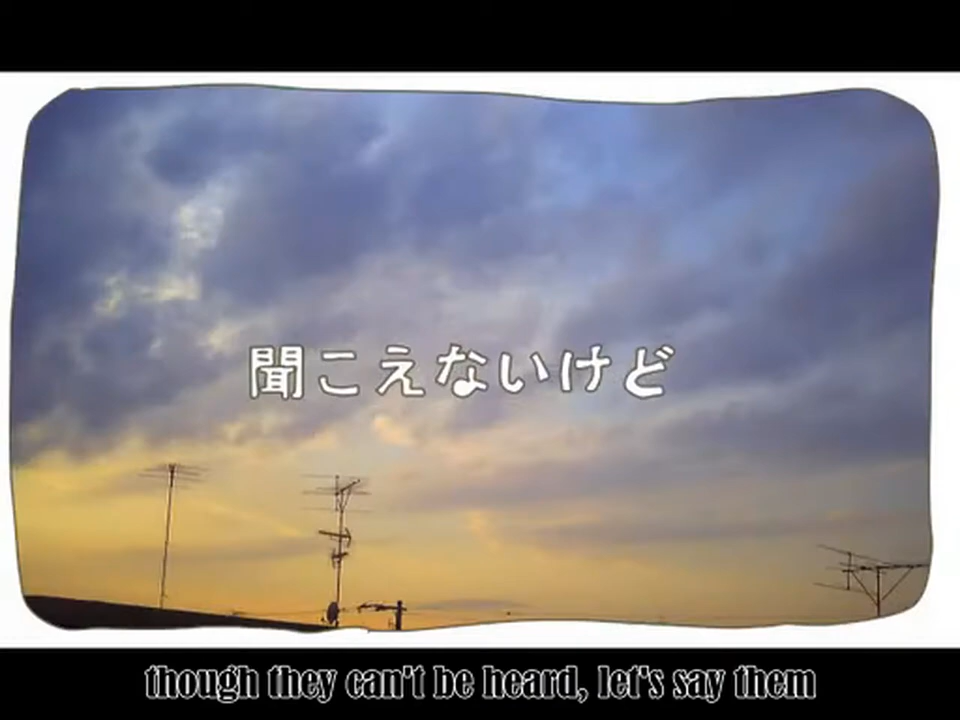 聞こえないけど
though they can't be heard, let's say them